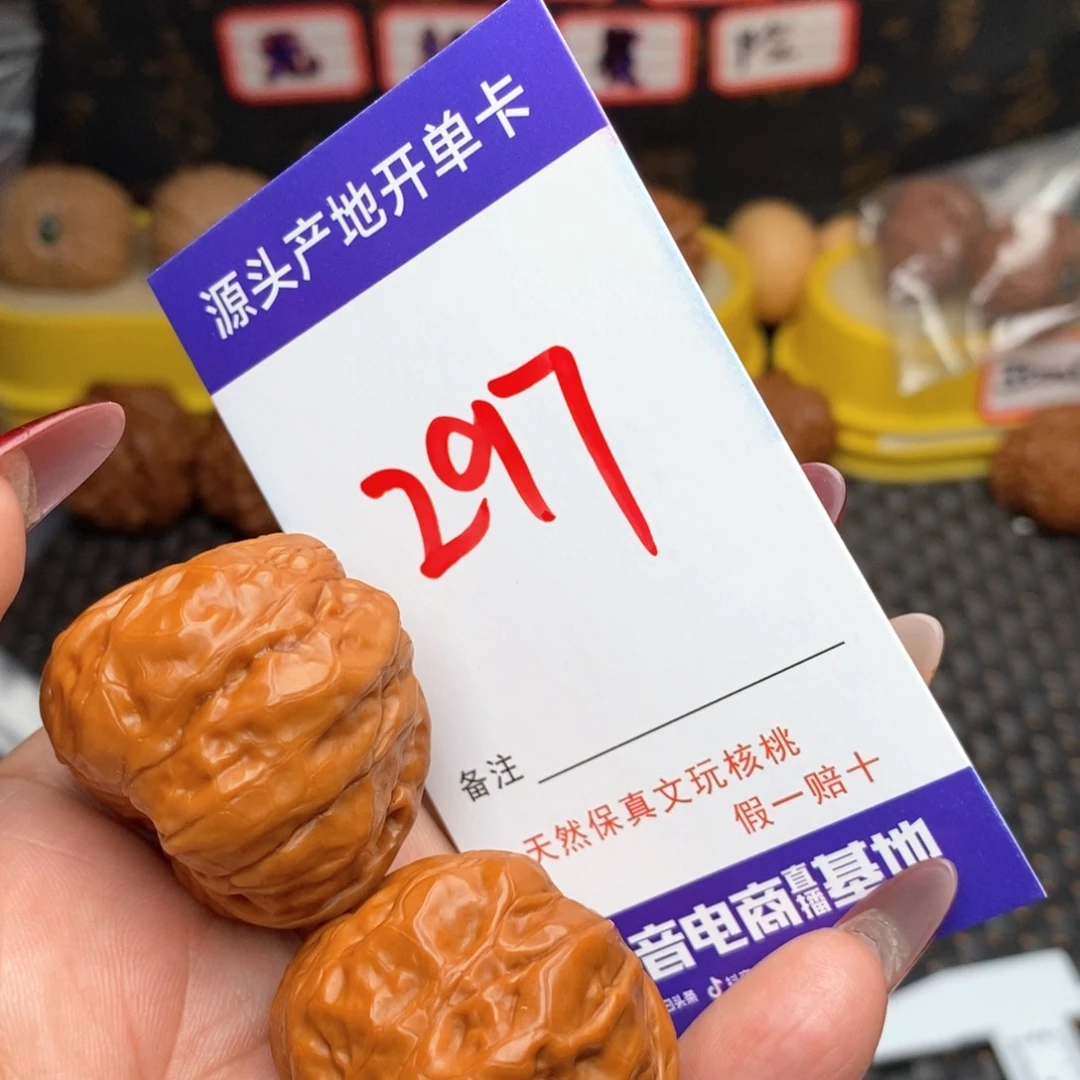 源头产地开单卡
297
备注
天然保真文玩核桃
假一赔十
音电商直播基地